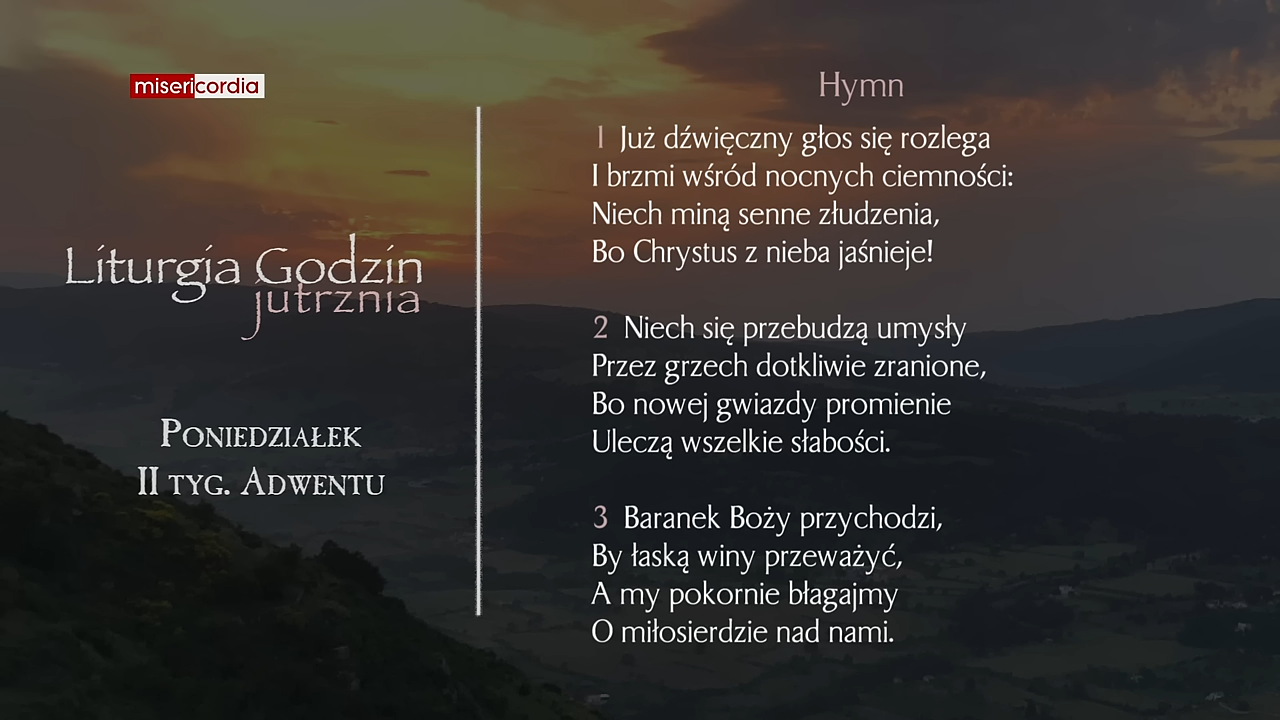 misericordia
Liturgia Godzin
jutrznia
Poniedziałek
II tyg. Adwentu
Hymn
1 Już dźwięczny głos się rozlega
I brzmi wśród nocnych ciemności:
Niech miną senne złudzenia,
Bo Chrystus z nieba jaśnieje!
2 Niech się przebudzą umysły
Przez grzech dotkliwie zranione,
Bo nowej gwiazdy promienie
Uleczą wszelkie słabości.
3 Baranek Boży przychodzi,
By łaską winy przeważyć,
A my pokornie błagajmy
O miłosierdzie nad nami.